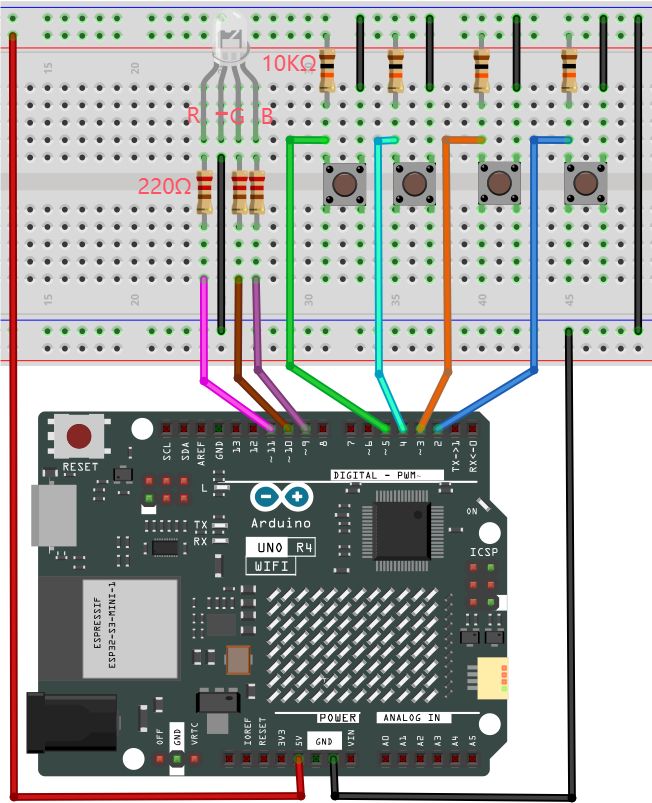 15
20
10KΩ
R - G B
220Ω
15
20
30
35
40
45
RESET
SCL
SDA
AREF
GND
13
12
~11
~10
~9
8
7
~6
~5
4
~3
2
TX->1
RX<-0
DIGITAL - PWM~
L
ON
TX
RX
Arduino
UNO R4
WIFI
ICSP
ESPRESSIF
ESP32-S3-MINI-1
POWER
ANALOG IN
OFF
GND
VRTC
IOREF
RESET
3V3
5V
GND
VIN
A0
A1
A2
A3
A4
A5